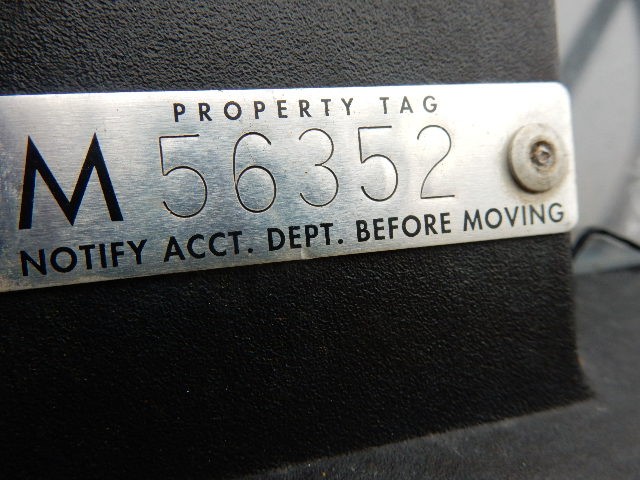 PROPERTY TAG
M 56352
NOTIFY ACCT. DEPT. BEFORE MOVING